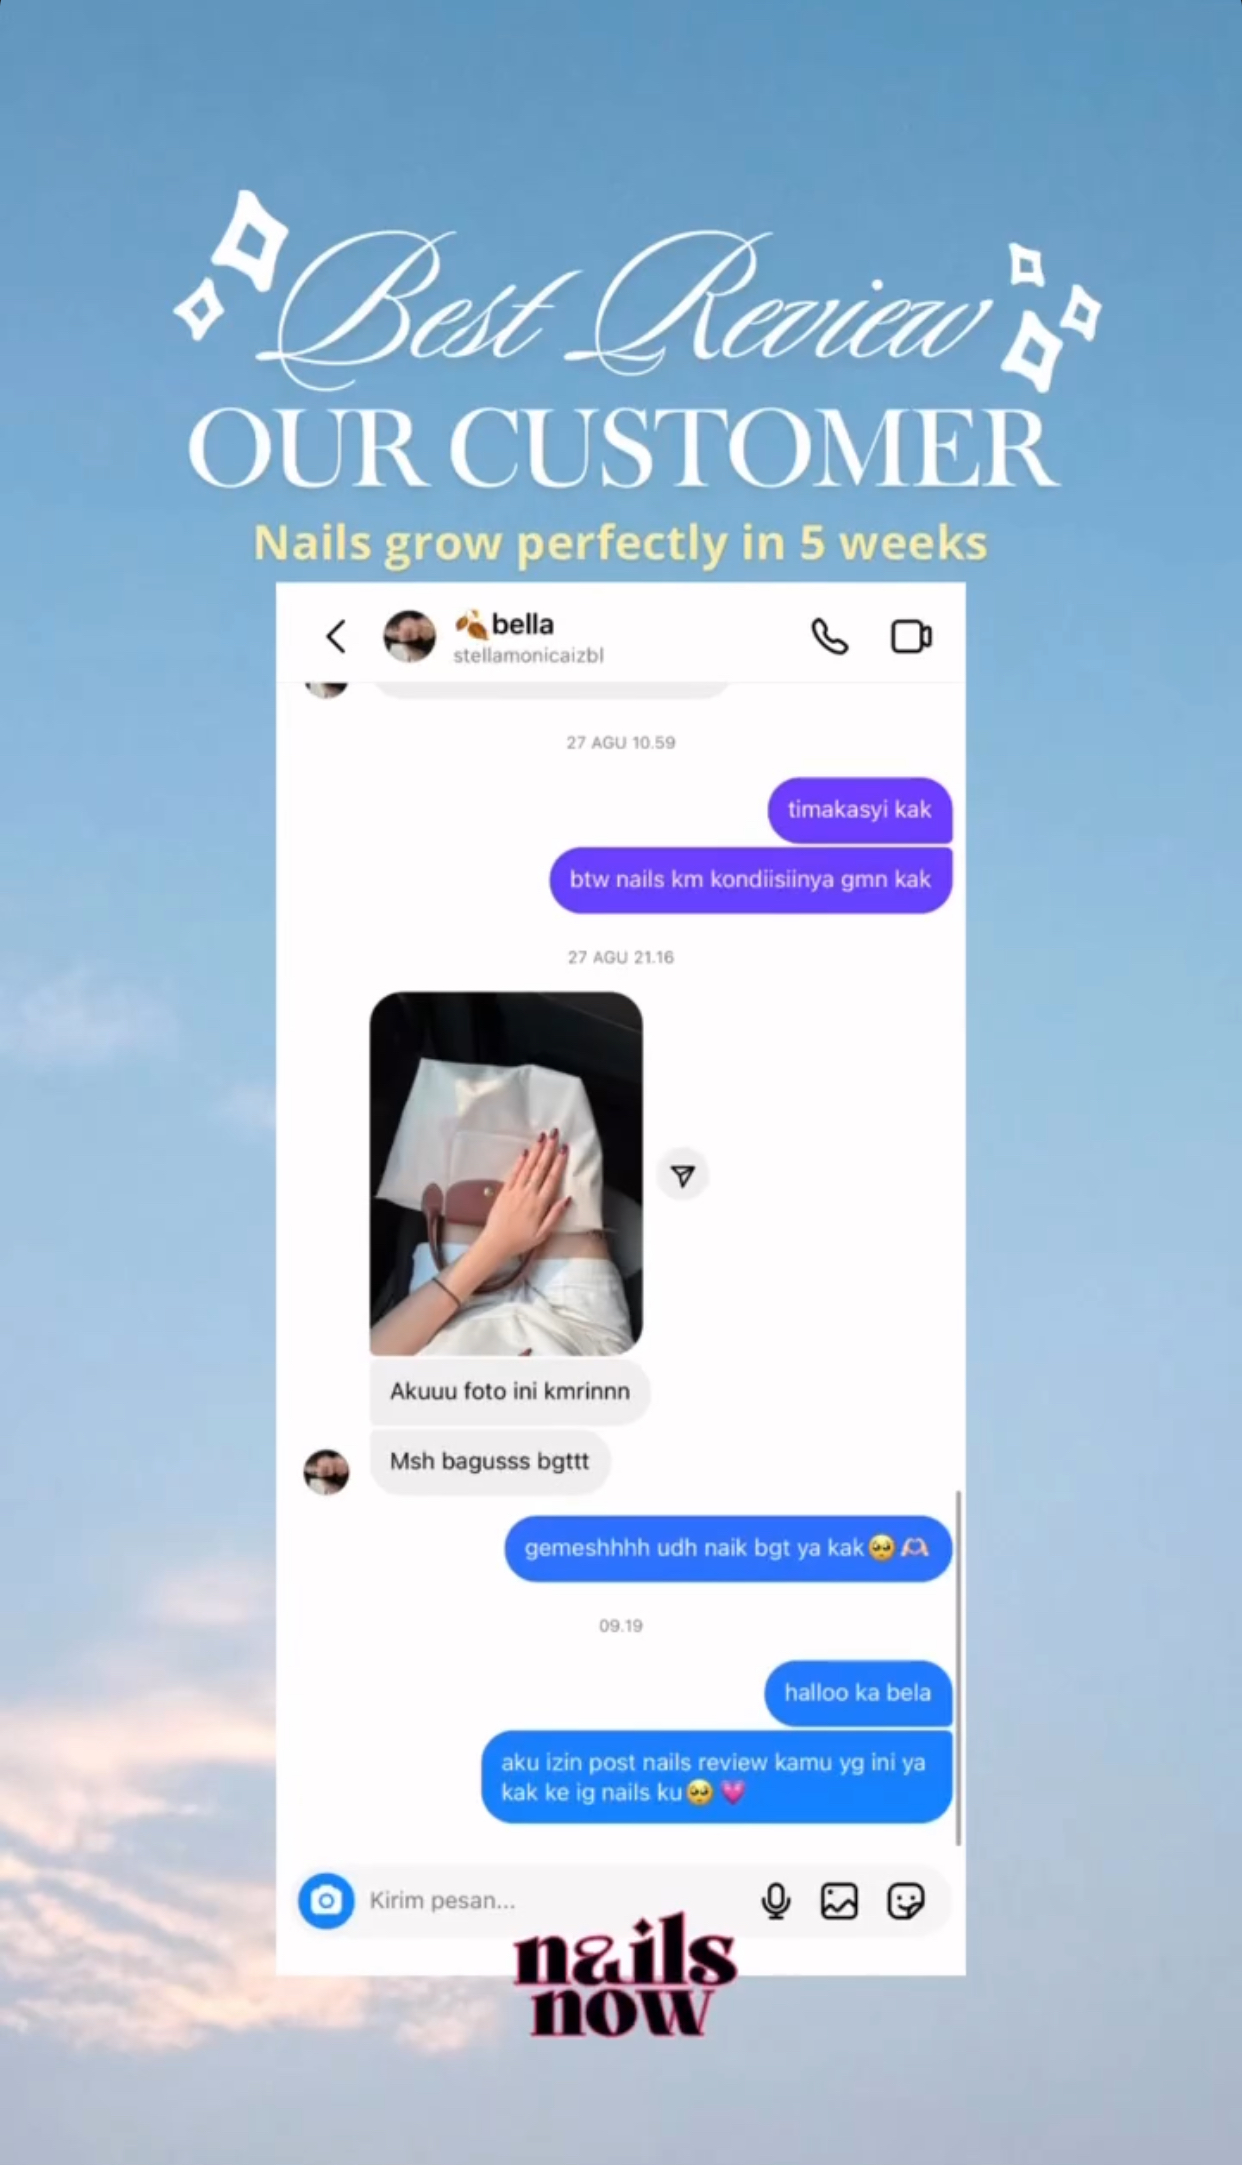 Best Review
OUR CUSTOMER
Nails grow perfectly in 5 weeks
bella
stellamonicaizbl
27 AGU 10.59
timakasyi kak
btw nails km kondiisiinya gmn kak
27 AGU 21.16
Akuuu foto ini kmrinnn
Msh bagusss bgttt
gemeshhhh udh naik bgt ya kak🥺🫶🏻
09.19
halloo ka bela
aku izin post nails review kamu yg ini ya
kak ke ig nails ku🥺💗
Kirim pesan...
nails
now